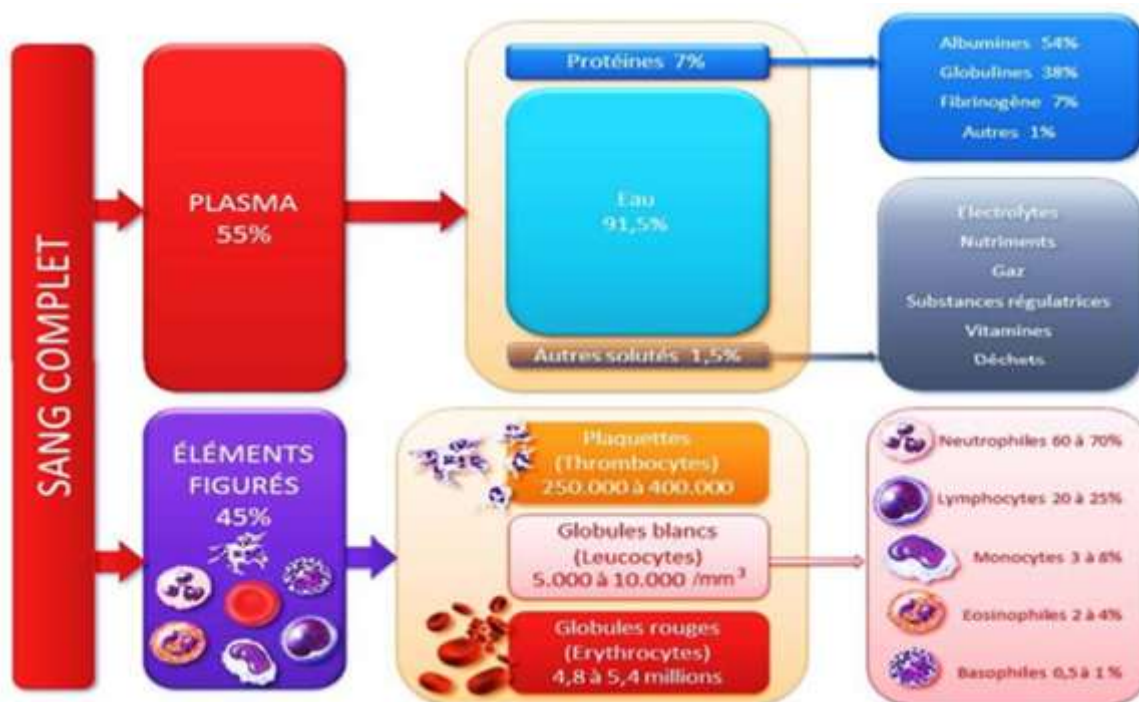 SANG COMPLET
PLASMA
55%
Protéines 7%
Eau
91,5%
Autres solutés 1,5%
Albumines 54%
Globulines 38%
Fibrinogène 7%
Autres 1%
Electrolytes
Nutriments
Gaz
Substances régulatrices
Vitamines
Déchets
ÉLÉMENTS
FIGURÉS
45%
Plaquettes
(Thrombocytes)
250.000 à 400.000
Globules blancs
(Leucocytes)
5.000 à 10.000 /mm³
Globules rouges
(Erythrocytes)
4,8 à 5,4 millions
Neutrophiles 60 à 70%
Lymphocytes 20 à 25%
Monocytes 3 à 8%
Eosinophiles 2 à 4%
Basophiles 0,5 à 1 %